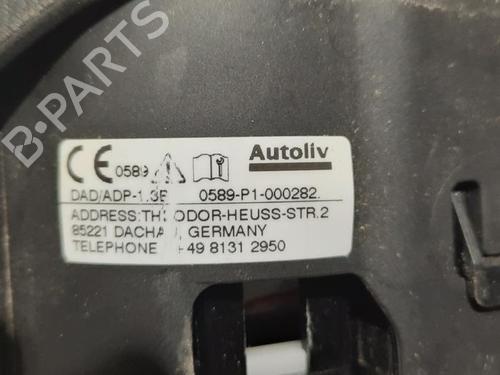 B-PARTS
CE 0589 Autoliv
DAD/ADP-1.3E 0589-P1-000282.
ADDRESS:TH ODOR-HEUSS-STR.2
85221 DACHA , GERMANY
TELEPHONE +49 8131 2950